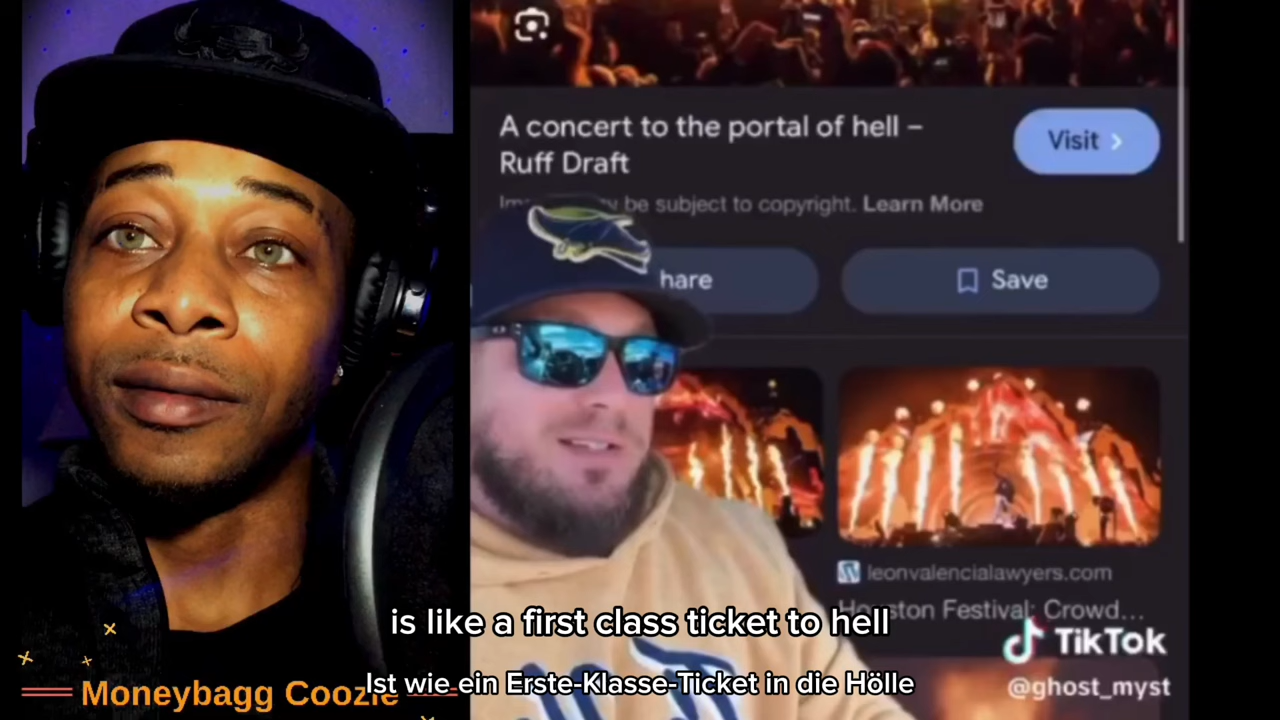 A concert to the portal of hell –
Ruff Draft
Visit
be subject to copyright. Learn More
hare
Save
leonvalencialawyers.com
Festival: Crowd...
is like a first class ticket to hell
TikTok
Ist wie ein Erste-Klasse-Ticket in die Hölle
@ghost_myst
Moneybagg Coozie